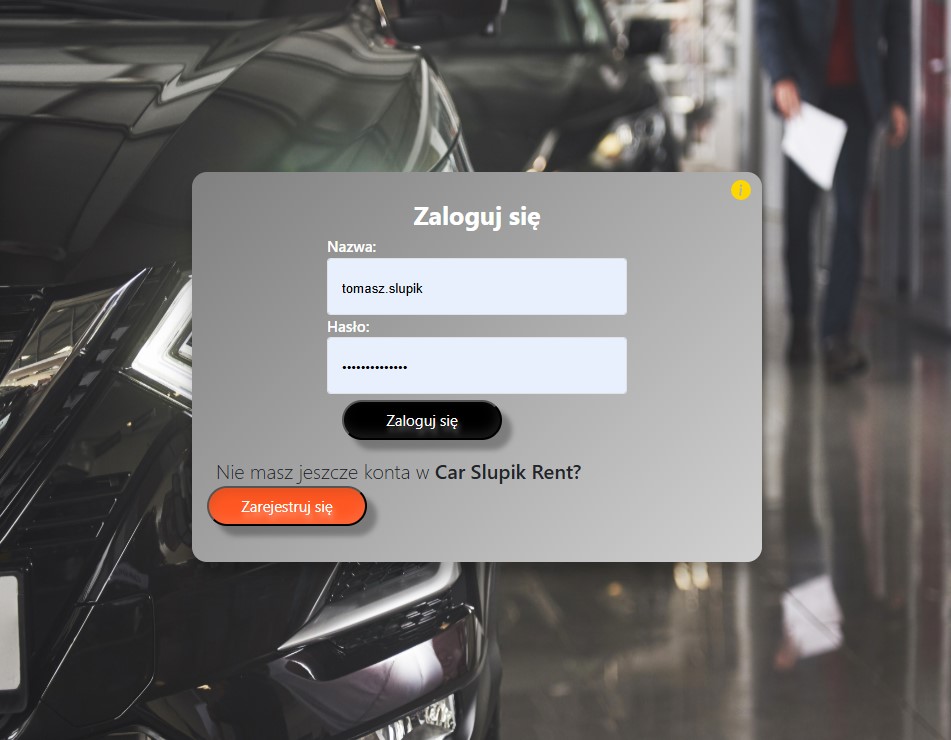 i
Zaloguj się
Nazwa:
tomasz.slupik
Hasło:
••••••••••••••
Zaloguj się
Nie masz jeszcze konta w Car Slupik Rent?
Zarejestruj się